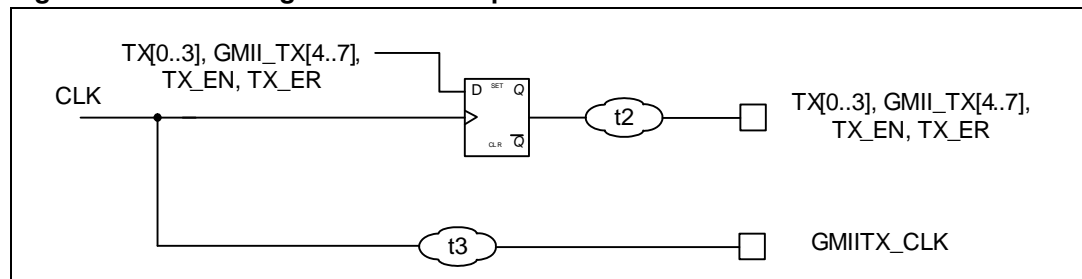 TX[0..3], GMII_TX[4..7],
TX_EN, TX_ER
CLK
D SET Q
CLR Q
t2
TX[0..3], GMII_TX[4..7],
TX_EN, TX_ER
t3
GMIITX_CLK